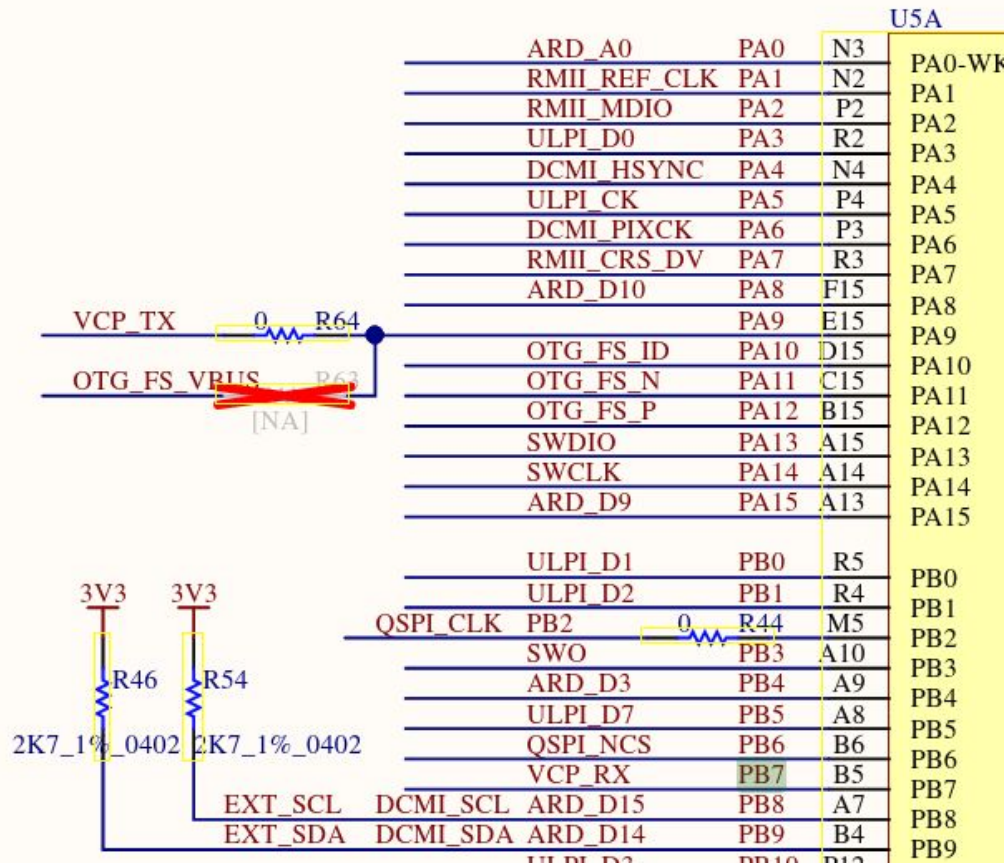 U5A
ARD_A0 PA0 N3
PA0-WK
RMII_REF_CLK PA1 N2 PA1
RMII_MDIO PA2 P2 PA2
ULPI_D0 PA3 R2 PA3
DCMI_HSYNC PA4 N4 PA4
ULPI_CK PA5 P4 PA5
DCMI_PIXCK PA6 P3 PA6
RMII_CRS_DV PA7 R3 PA7
ARD_D10 PA8 F15 PA8
VCP_TX 0 R64 PA9 E15 PA9
OTG_FS_ID PA10 D15 PA10
OTG_FS_VBUS R63 OTG_FS_N PA11 C15 PA11
[NA] OTG_FS_P PA12 B15 PA12
SWDIO PA13 A15 PA13
SWCLK PA14 A14 PA14
ARD_D9 PA15 A13 PA15
ULPI_D1 PB0 R5 PB0
3V3 3V3 ULPI_D2 PB1 R4 PB1
QSPI_CLK PB2 0 R44 M5 PB2
SWO PB3 A10 PB3
R46 R54 ARD_D3 PB4 A9 PB4
ULPI_D7 PB5 A8 PB5
2K7_1%_0402 2K7_1%_0402 QSPI_NCS PB6 B6 PB6
VCP_RX PB7 B5 PB7
EXT_SCL DCMI_SCL ARD_D15 PB8 A7 PB8
EXT_SDA DCMI_SDA ARD_D14 PB9 B4 PB9